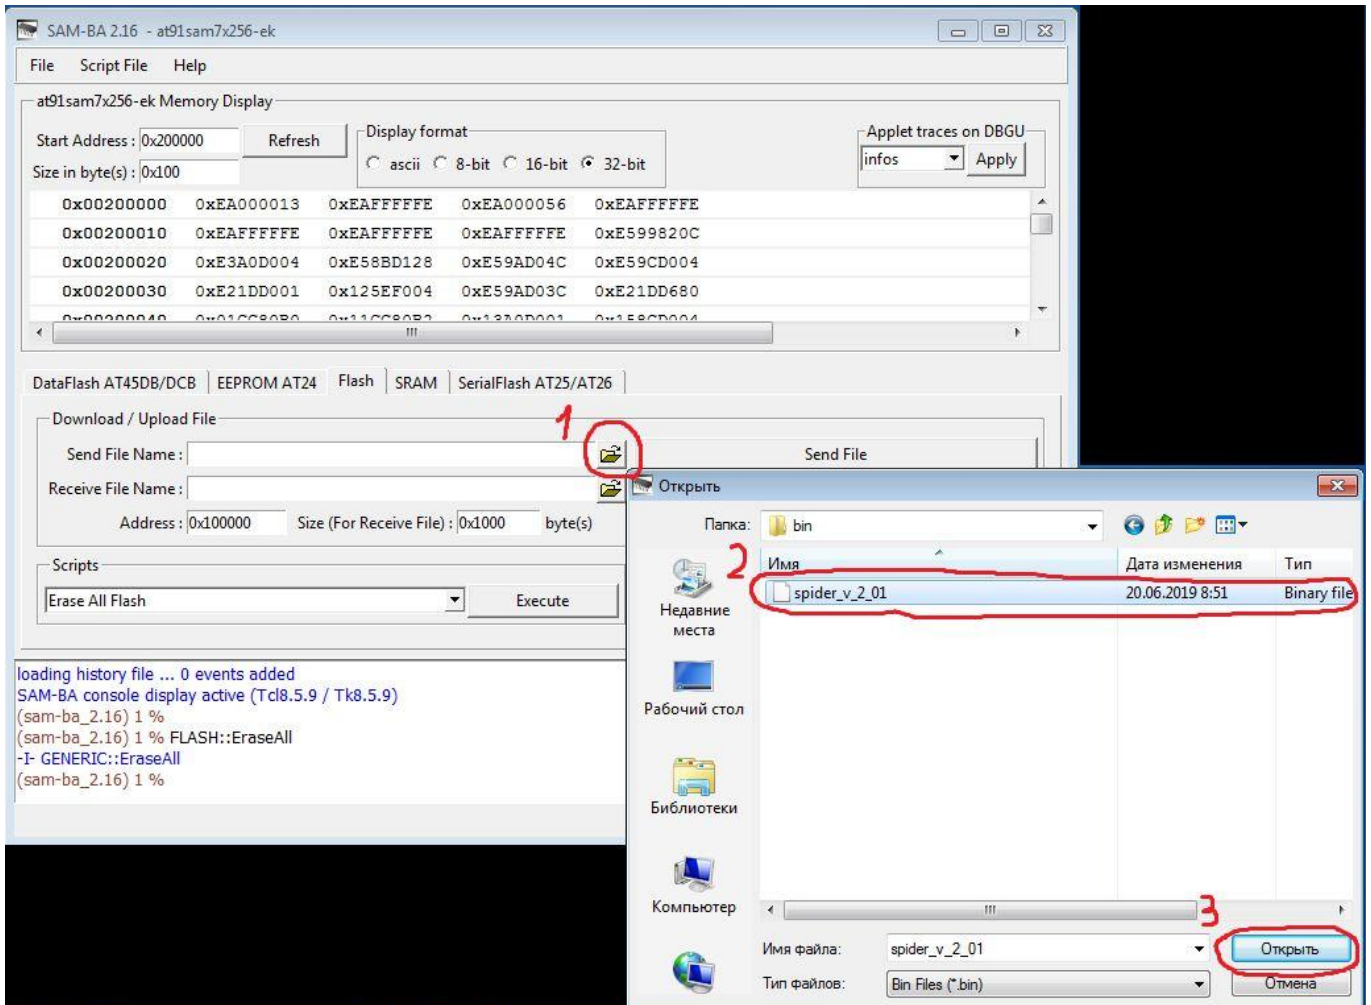 SAM-BA 2.16 - at91sam7x256-ek
File Script File Help
at91sam7x256-ek Memory Display
Start Address : 0x200000 Refresh
Size in byte(s) : 0x100
Display format
ascii 8-bit 16-bit 32-bit
Applet traces on DBGU
infos Apply
0x00200000 0xEA000013 0xEAFFFFFE 0xEA000056 0xEAFFFFFE
0x00200010 0xEAFFFFFE 0xEAFFFFFE 0xEAFFFFFE 0xE599820C
0x00200020 0xE3A0D004 0xE58BD128 0xE59AD04C 0xE59CD004
0x00200030 0xE21DD001 0x125EF004 0xE59AD03C 0xE21DD680
DataFlash AT45DB/DCB EEPROM AT24 Flash SRAM SerialFlash AT25/AT26
Download / Upload File
1
Send File Name : Send File
Receive File Name :
Address : 0x100000 Size (For Receive File) : 0x1000 byte(s)
Scripts
Erase All Flash Execute
loading history file ... 0 events added
SAM-BA console display active (Tcl8.5.9 / Tk8.5.9)
(sam-ba_2.16) 1 %
(sam-ba_2.16) 1 % FLASH::EraseAll
-I- GENERIC::EraseAll
(sam-ba_2.16) 1 %
Открыть
Папка: bin
2
Имя Дата изменения Тип
spider_v_2_01 20.06.2019 8:51 Binary file
Недавние
места
Рабочий стол
Библиотеки
Компьютер
3
Имя файла: spider_v_2_01 Открыть
Тип файлов: Bin Files (*.bin) Отмена